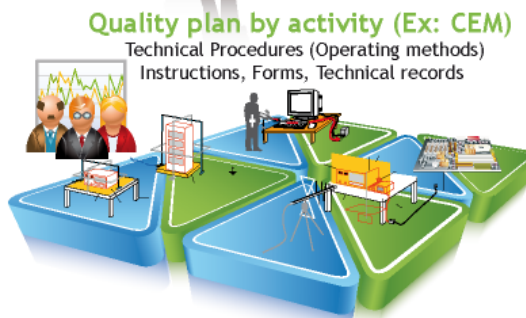 Quality plan by activity (Ex: CEM)
Technical Procedures (Operating methods)
Instructions, Forms, Technical records